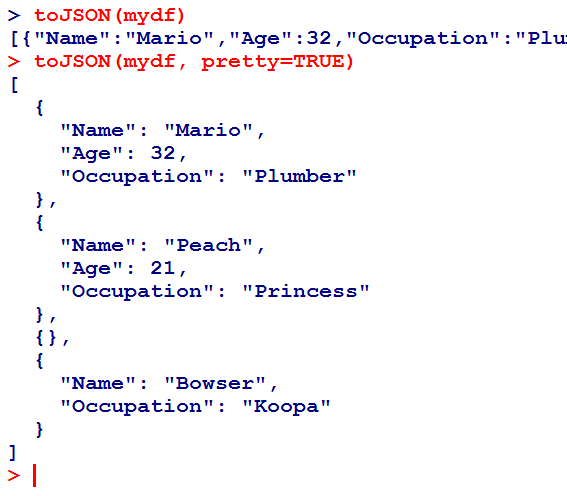 > toJSON(mydf)
[{"Name":"Mario","Age":32,"Occupation":
> toJSON(mydf, pretty=TRUE)
[
  {
    "Name": "Mario",
    "Age": 32,
    "Occupation": "Plumber"
  },
  {
    "Name": "Peach",
    "Age": 21,
    "Occupation": "Princess"
  },
  {},
  {
    "Name": "Bowser",
    "Occupation": "Koopa"
  }
]
>